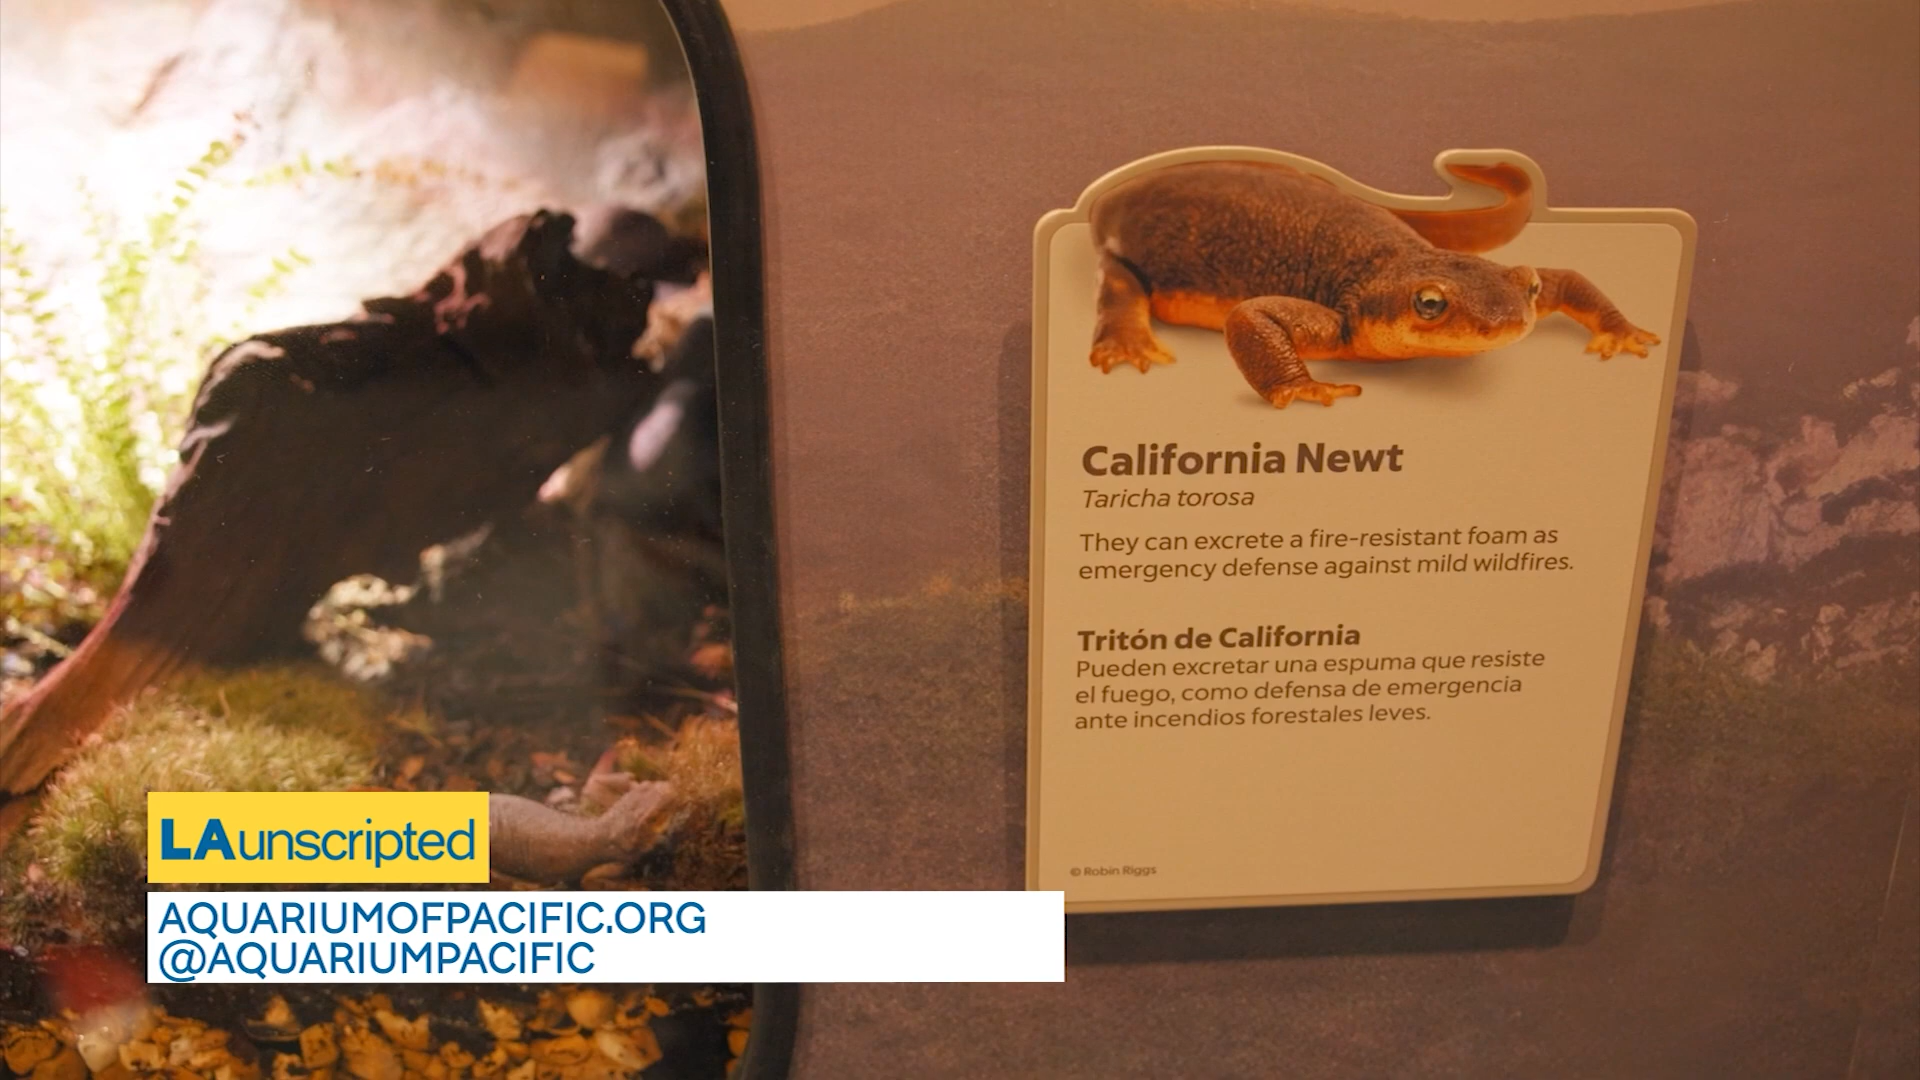 California Newt
Taricha torosa
They can excrete a fire-resistant foam as
emergency defense against mild wildfires.
Tritón de California
Pueden excretar una espuma que resiste
el fuego, como defensa de emergencia
ante incendios forestales leves.
© Robin Riggs
LAunscripted
AQUARIUMOFPACIFIC.ORG
@AQUARIUMPACIFIC